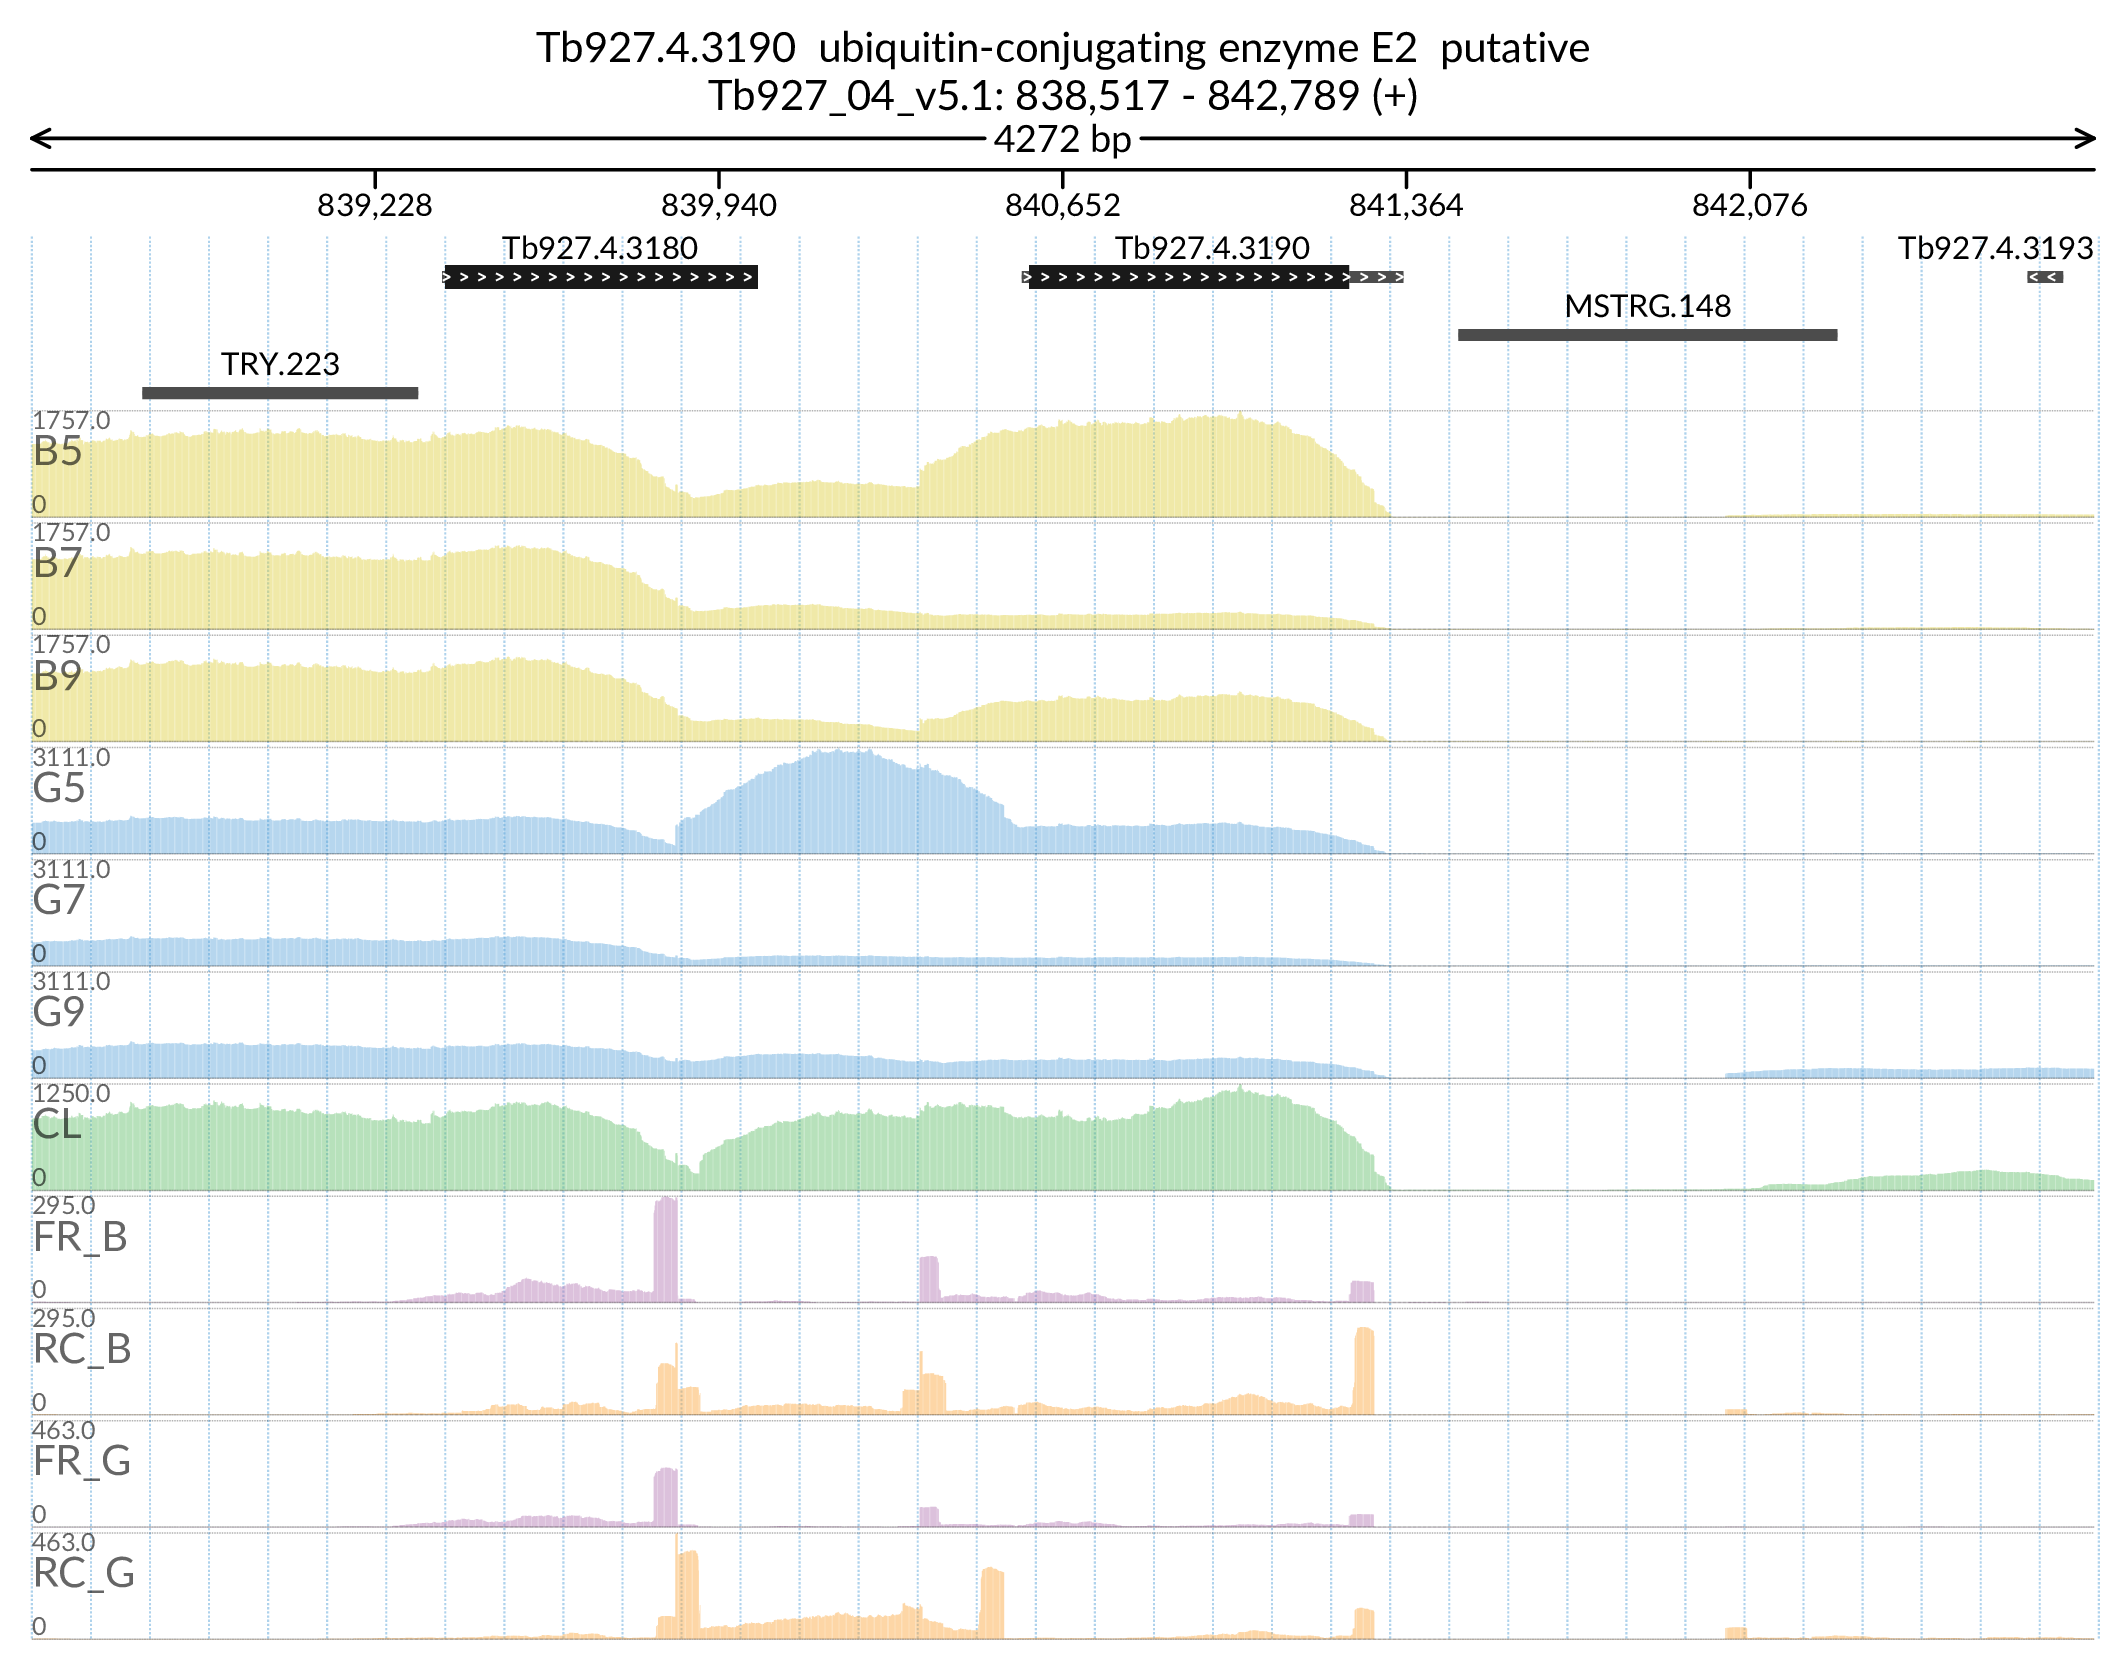 Tb927.4.3190 ubiquitin-conjugating enzyme E2 putative
Tb927_04_v5.1: 838,517 - 842,789 (+)
4272 bp
839,228 839,940 840,652 841,364 842,076
Tb927.4.3180 Tb927.4.3190 Tb927.4.3193
MSTRG.148
TRY.223
1757.0
B5
0
1757.0
B7
0
1757.0
B9
0
3111.0
G5
0
3111.0
G7
0
3111.0
G9
0
1250.0
CL
0
295.0
FR_B
0
295.0
RC_B
0
463.0
FR_G
0
463.0
RC_G
0